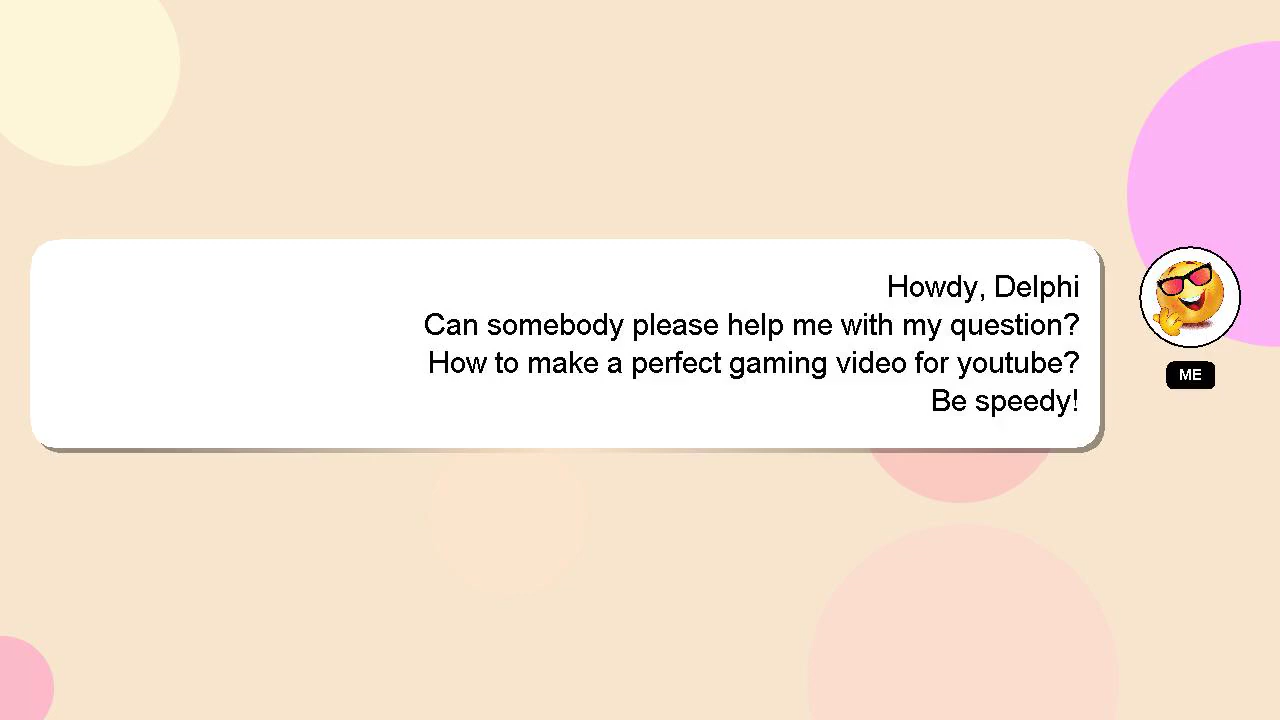 Howdy, Delphi
Can somebody please help me with my question?
How to make a perfect gaming video for youtube?
Be speedy!
ME